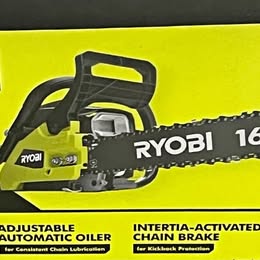 RYOBI
RYOBI 16
ADJUSTABLE
AUTOMATIC OILER
for Consistent Chain Lubrication
INTERTIA-ACTIVATED
CHAIN BRAKE
for Kickback Protection